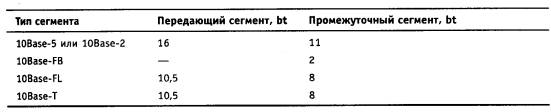 Тип сегмента Передающий сегмент, bt Промежуточный сегмент, bt
10Base-5 или 10Base-2 16 11
10Base-FB — 2
10Base-FL 10,5 8
10Base-T 10,5 8